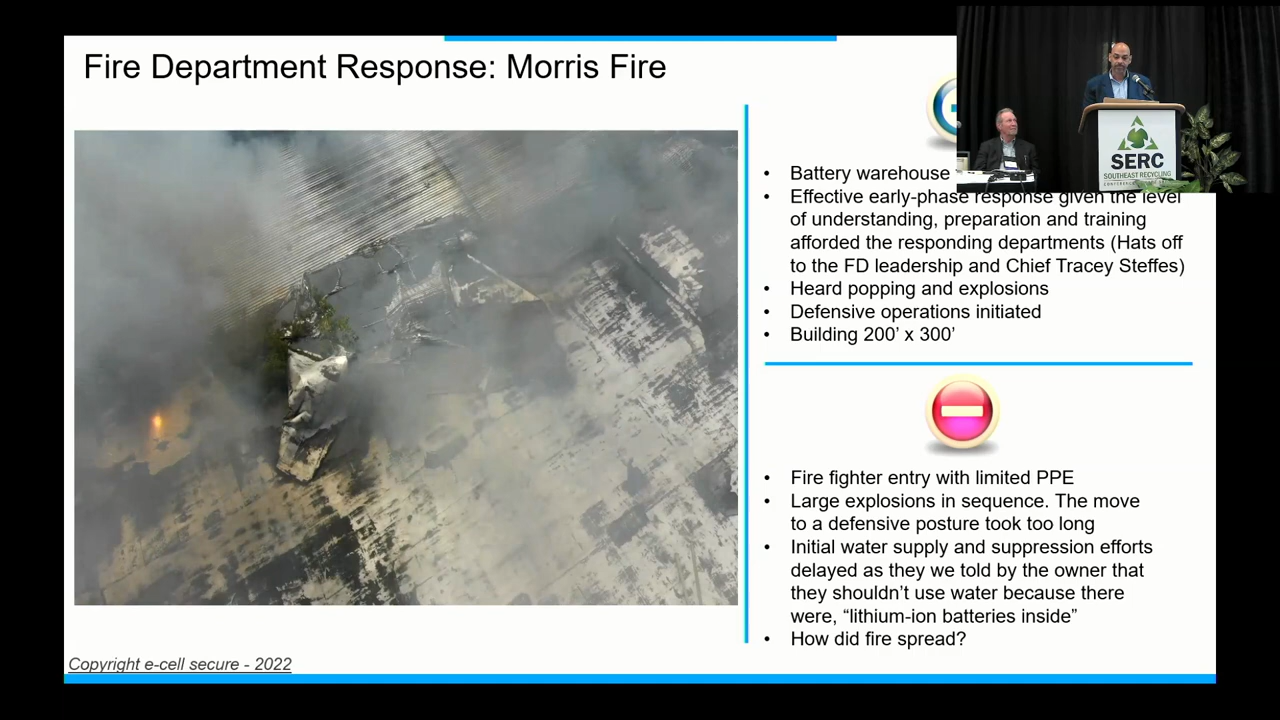 Fire Department Response: Morris Fire
SERC
SOUTHEAST RECYCLING
• Battery warehouse
• Effective early-phase response given the level
of understanding, preparation and training
afforded the responding departments (Hats off
to the FD leadership and Chief Tracey Steffes)
• Heard popping and explosions
• Defensive operations initiated
• Building 200’ x 300’
• Fire fighter entry with limited PPE
• Large explosions in sequence. The move
to a defensive posture took too long
• Initial water supply and suppression efforts
delayed as they we told by the owner that
they shouldn’t use water because there
were, “lithium-ion batteries inside”
• How did fire spread?
Copyright e-cell secure - 2022